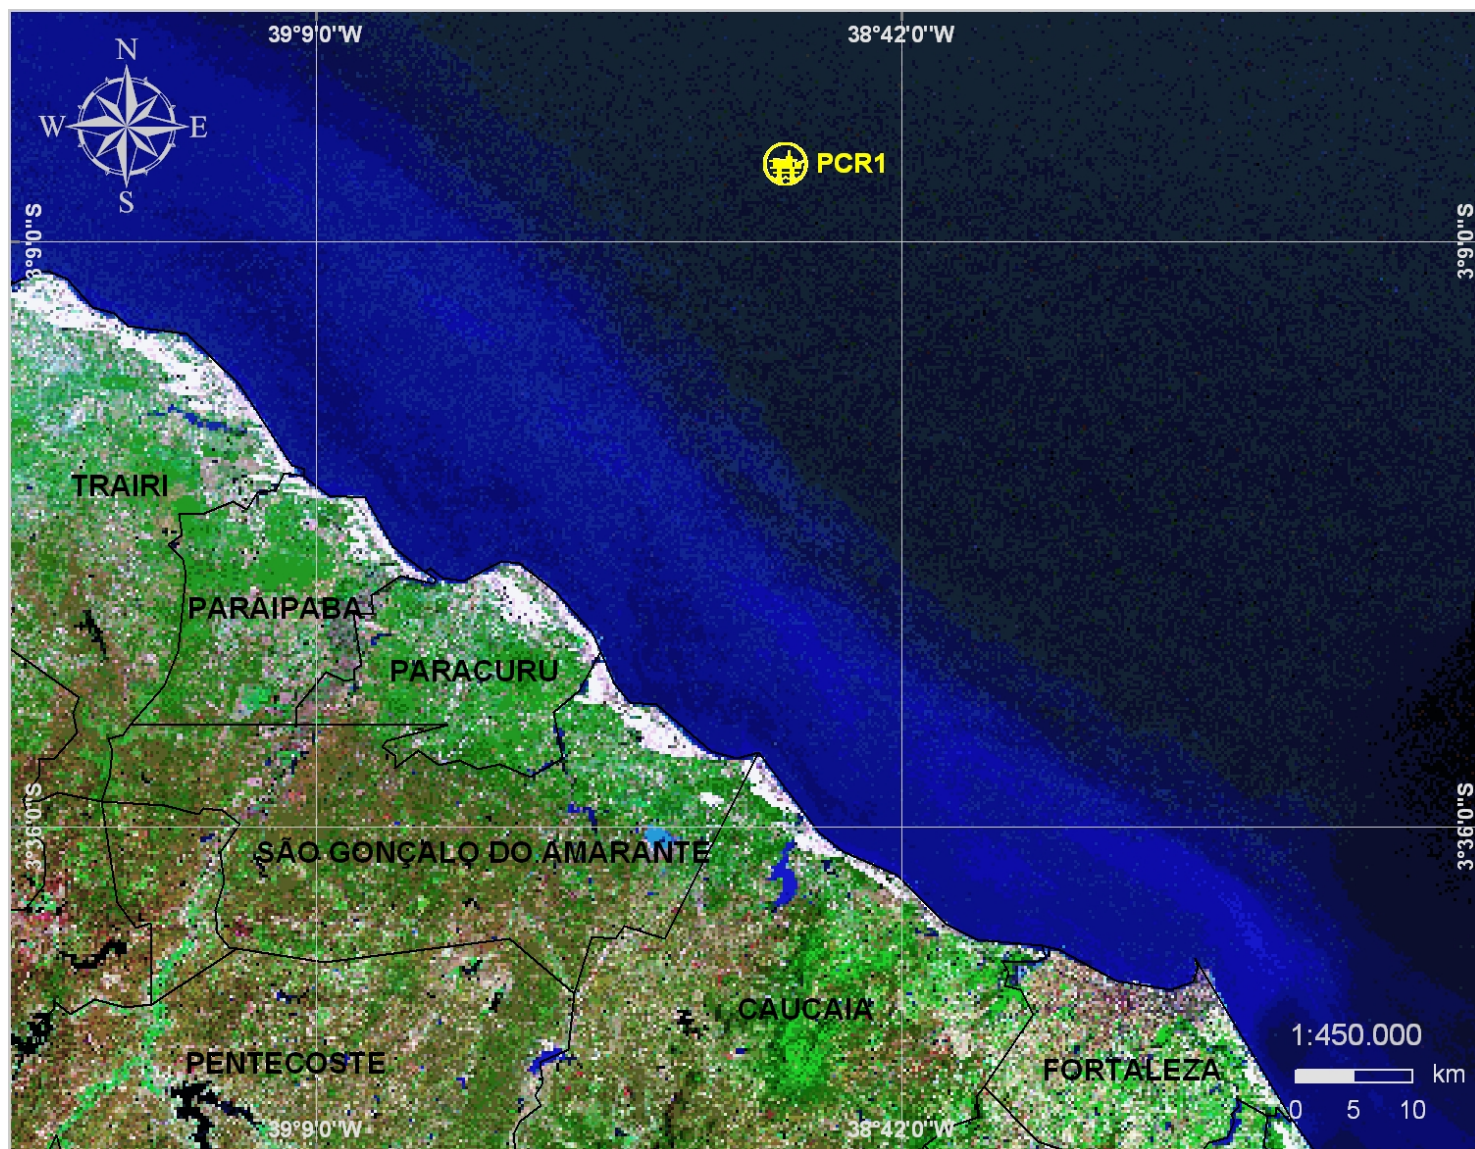 39°9'0"W
38°42'0"W
N
W
E
S
PCR1
3°9'0"S
3°9'0"S
TRAIRI
PARAIPABA
PARACURU
3°36'0"S
3°36'0"S
SÃO GONÇALO DO AMARANTE
CAUCAIA
PENTECOSTE
FORTALEZA
1:450.000
km
0 5 10
39°9'0"W
38°42'0"W